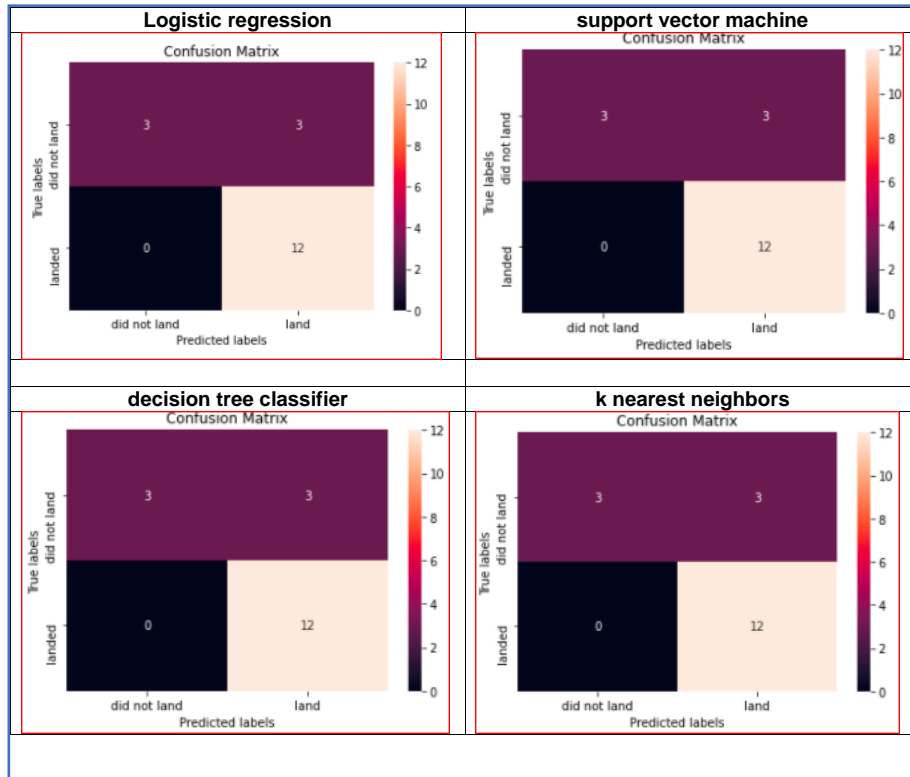 Logistic regression
Confusion Matrix
12
10
8
6
4
2
0
True labels
did not land
landed
3
3
0
12
did not land
land
Predicted labels
support vector machine
Confusion Matrix
12
10
8
6
4
2
0
True labels
did not land
landed
3
3
0
12
did not land
land
Predicted labels
decision tree classifier
Confusion Matrix
12
10
8
6
4
2
0
True labels
did not land
landed
3
3
0
12
did not land
land
Predicted labels
k nearest neighbors
Confusion Matrix
12
10
8
6
4
2
0
True labels
did not land
landed
3
3
0
12
did not land
land
Predicted labels